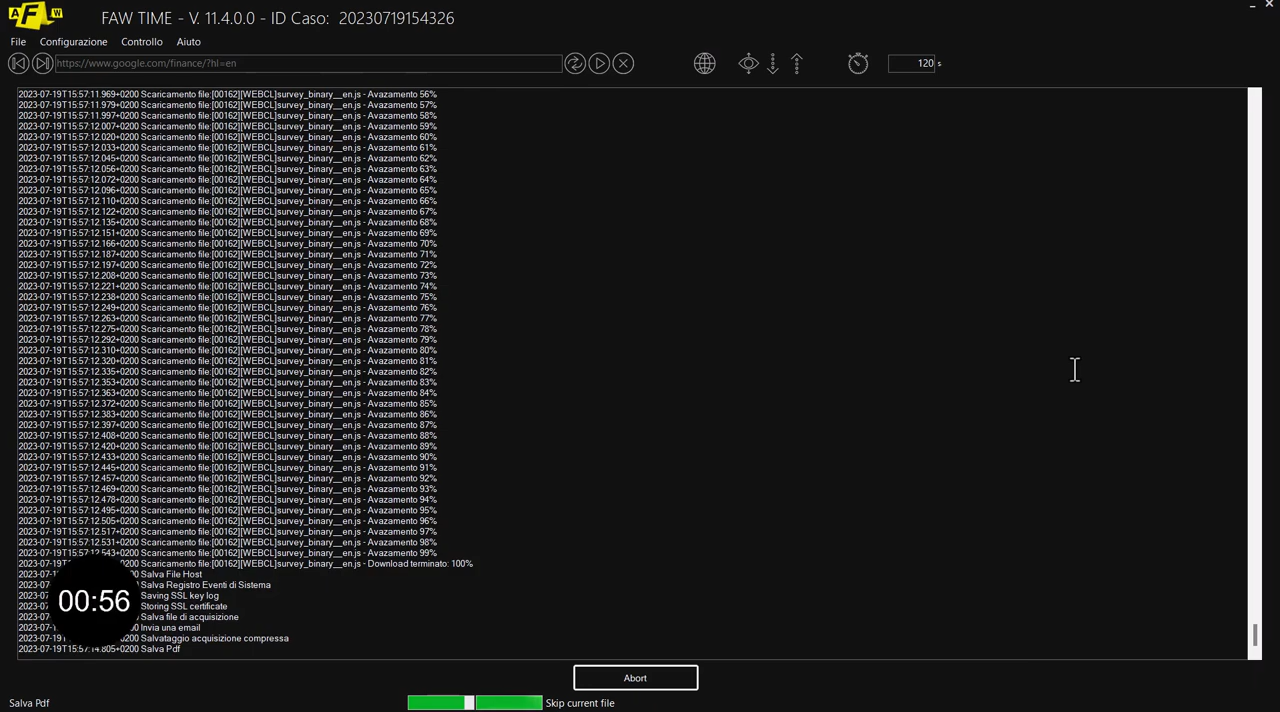 A F W
FAW TIME - V. 11.4.0.0 - ID Caso: 20230719154326
File Configurazione Controllo Aiuto
https://www.google.com/finance/?hl=en 120 s
2023-07-19T15:57:11.969+0200 Scaricamento file:[00162][WEBCL]survey_binary__en.js - Avazamento 56%
2023-07-19T15:57:11.979+0200 Scaricamento file:[00162][WEBCL]survey_binary__en.js - Avazamento 57%
2023-07-19T15:57:11.997+0200 Scaricamento file:[00162][WEBCL]survey_binary__en.js - Avazamento 58%
2023-07-19T15:57:12.007+0200 Scaricamento file:[00162][WEBCL]survey_binary__en.js - Avazamento 59%
2023-07-19T15:57:12.020+0200 Scaricamento file:[00162][WEBCL]survey_binary__en.js - Avazamento 60%
2023-07-19T15:57:12.033+0200 Scaricamento file:[00162][WEBCL]survey_binary__en.js - Avazamento 61%
2023-07-19T15:57:12.045+0200 Scaricamento file:[00162][WEBCL]survey_binary__en.js - Avazamento 62%
2023-07-19T15:57:12.056+0200 Scaricamento file:[00162][WEBCL]survey_binary__en.js - Avazamento 63%
2023-07-19T15:57:12.072+0200 Scaricamento file:[00162][WEBCL]survey_binary__en.js - Avazamento 64%
2023-07-19T15:57:12.096+0200 Scaricamento file:[00162][WEBCL]survey_binary__en.js - Avazamento 65%
2023-07-19T15:57:12.110+0200 Scaricamento file:[00162][WEBCL]survey_binary__en.js - Avazamento 66%
2023-07-19T15:57:12.122+0200 Scaricamento file:[00162][WEBCL]survey_binary__en.js - Avazamento 67%
2023-07-19T15:57:12.135+0200 Scaricamento file:[00162][WEBCL]survey_binary__en.js - Avazamento 68%
2023-07-19T15:57:12.151+0200 Scaricamento file:[00162][WEBCL]survey_binary__en.js - Avazamento 69%
2023-07-19T15:57:12.166+0200 Scaricamento file:[00162][WEBCL]survey_binary__en.js - Avazamento 70%
2023-07-19T15:57:12.187+0200 Scaricamento file:[00162][WEBCL]survey_binary__en.js - Avazamento 71%
2023-07-19T15:57:12.197+0200 Scaricamento file:[00162][WEBCL]survey_binary__en.js - Avazamento 72%
2023-07-19T15:57:12.208+0200 Scaricamento file:[00162][WEBCL]survey_binary__en.js - Avazamento 73%
2023-07-19T15:57:12.221+0200 Scaricamento file:[00162][WEBCL]survey_binary__en.js - Avazamento 74%
2023-07-19T15:57:12.238+0200 Scaricamento file:[00162][WEBCL]survey_binary__en.js - Avazamento 75%
2023-07-19T15:57:12.249+0200 Scaricamento file:[00162][WEBCL]survey_binary__en.js - Avazamento 76%
2023-07-19T15:57:12.263+0200 Scaricamento file:[00162][WEBCL]survey_binary__en.js - Avazamento 77%
2023-07-19T15:57:12.275+0200 Scaricamento file:[00162][WEBCL]survey_binary__en.js - Avazamento 78%
2023-07-19T15:57:12.292+0200 Scaricamento file:[00162][WEBCL]survey_binary__en.js - Avazamento 79%
2023-07-19T15:57:12.310+0200 Scaricamento file:[00162][WEBCL]survey_binary__en.js - Avazamento 80%
2023-07-19T15:57:12.320+0200 Scaricamento file:[00162][WEBCL]survey_binary__en.js - Avazamento 81%
2023-07-19T15:57:12.335+0200 Scaricamento file:[00162][WEBCL]survey_binary__en.js - Avazamento 82%
2023-07-19T15:57:12.353+0200 Scaricamento file:[00162][WEBCL]survey_binary__en.js - Avazamento 83%
2023-07-19T15:57:12.363+0200 Scaricamento file:[00162][WEBCL]survey_binary__en.js - Avazamento 84%
2023-07-19T15:57:12.372+0200 Scaricamento file:[00162][WEBCL]survey_binary__en.js - Avazamento 85%
2023-07-19T15:57:12.383+0200 Scaricamento file:[00162][WEBCL]survey_binary__en.js - Avazamento 86%
2023-07-19T15:57:12.397+0200 Scaricamento file:[00162][WEBCL]survey_binary__en.js - Avazamento 87%
2023-07-19T15:57:12.408+0200 Scaricamento file:[00162][WEBCL]survey_binary__en.js - Avazamento 88%
2023-07-19T15:57:12.420+0200 Scaricamento file:[00162][WEBCL]survey_binary__en.js - Avazamento 89%
2023-07-19T15:57:12.433+0200 Scaricamento file:[00162][WEBCL]survey_binary__en.js - Avazamento 90%
2023-07-19T15:57:12.445+0200 Scaricamento file:[00162][WEBCL]survey_binary__en.js - Avazamento 91%
2023-07-19T15:57:12.457+0200 Scaricamento file:[00162][WEBCL]survey_binary__en.js - Avazamento 92%
2023-07-19T15:57:12.469+0200 Scaricamento file:[00162][WEBCL]survey_binary__en.js - Avazamento 93%
2023-07-19T15:57:12.478+0200 Scaricamento file:[00162][WEBCL]survey_binary__en.js - Avazamento 94%
2023-07-19T15:57:12.495+0200 Scaricamento file:[00162][WEBCL]survey_binary__en.js - Avazamento 95%
2023-07-19T15:57:12.505+0200 Scaricamento file:[00162][WEBCL]survey_binary__en.js - Avazamento 96%
2023-07-19T15:57:12.517+0200 Scaricamento file:[00162][WEBCL]survey_binary__en.js - Avazamento 97%
2023-07-19T15:57:12.531+0200 Scaricamento file:[00162][WEBCL]survey_binary__en.js - Avazamento 98%
2023-07-19T15:57:12.543+0200 Scaricamento file:[00162][WEBCL]survey_binary__en.js - Avazamento 99%
2023-07-19 +0200 Scaricamento file:[00162][WEBCL]survey_binary__en.js - Download terminato: 100%
2023-07-19 +0200 Salva File Host
2023-07- 0200 Salva Registro Eventi di Sistema
2023-07- 200 Saving SSL key log
2023-07- 200 Storing SSL certificate
2023-07- 200 Salva file di acquisizione
2023-07- 0200 Invia una email
2023-07-19 +0200 Salvataggio acquisizione compressa
2023-07-19T15:57:14.805+0200 Salva Pdf
00:56
Abort
Salva Pdf Skip current file